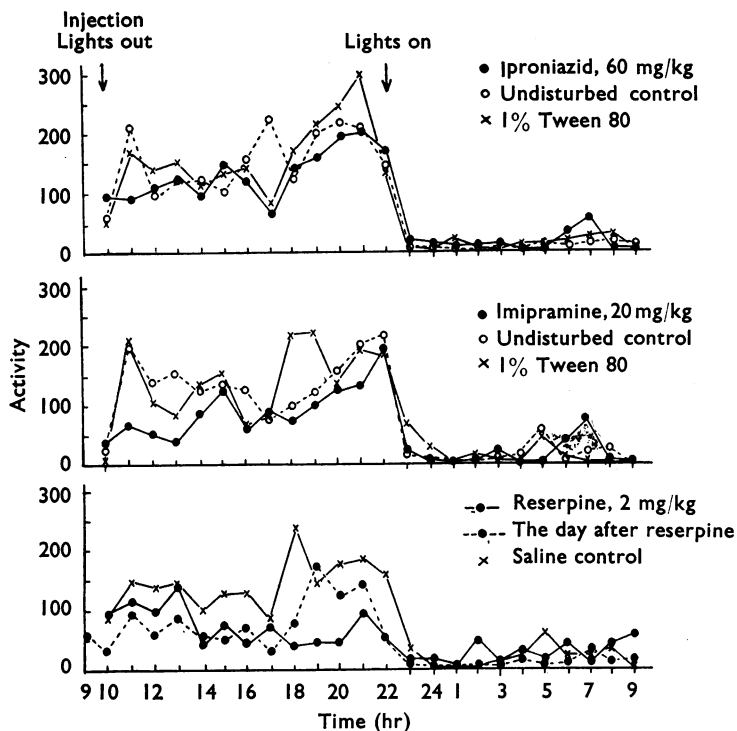 Injection
Lights out
Lights on
300
200
100
0
● Iproniazid, 60 mg/kg
○ Undisturbed control
× 1% Tween 80
300
200
100
0
● Imipramine, 20 mg/kg
○ Undisturbed control
× 1% Tween 80
Activity
300
200
100
0
Reserpine, 2 mg/kg
The day after reserpine
× Saline control
9 10 12 14 16 18 20 22 24 1 3 5 7 9
Time (hr)